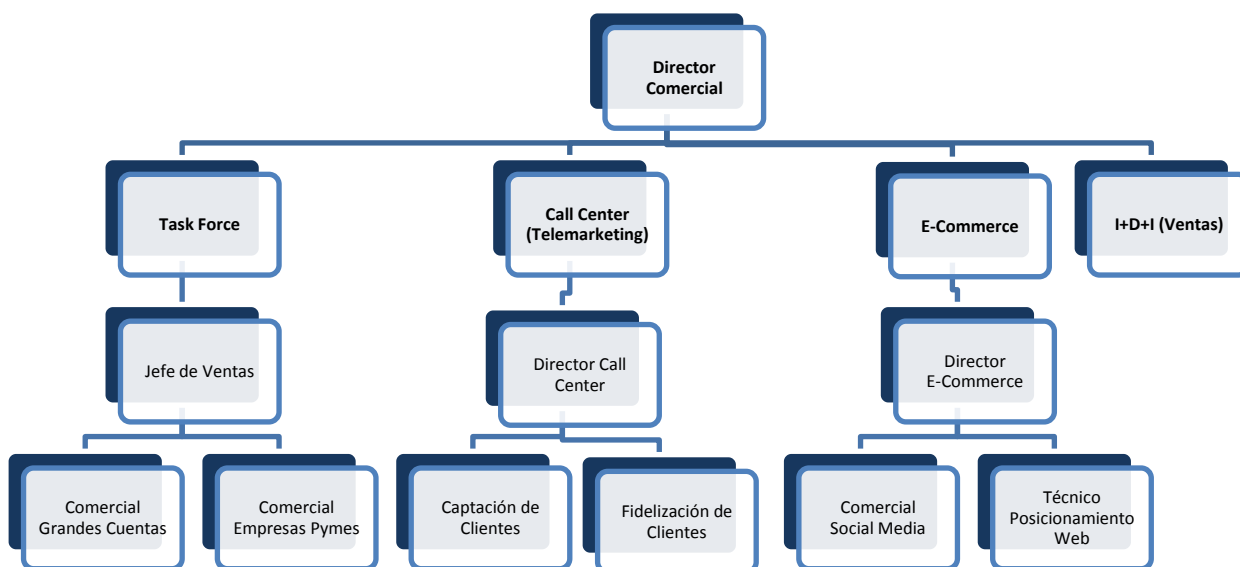 Director
Comercial
Task Force
Call Center
(Telemarketing)
E-Commerce
I+D+I (Ventas)
Jefe de Ventas
Director Call
Center
Director
E-Commerce
Comercial
Grandes Cuentas
Comercial
Empresas Pymes
Captación de
Clientes
Fidelización de
Clientes
Comercial
Social Media
Técnico
Posicionamiento
Web